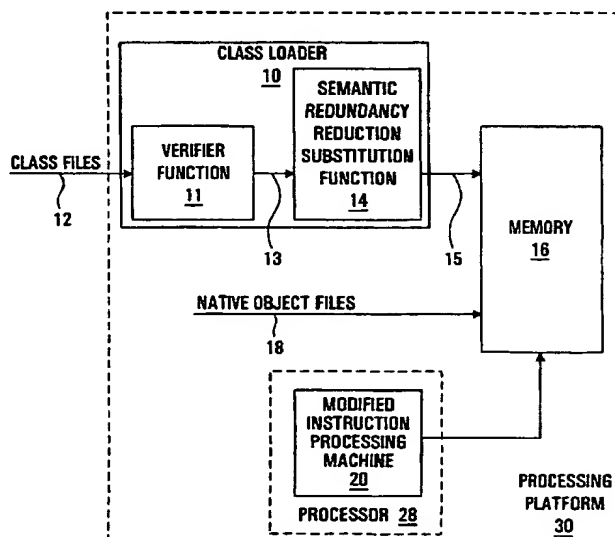 CLASS LOADER
10
SEMANTIC
REDUNDANCY
REDUCTION
SUBSTITUTION
FUNCTION
14
VERIFIER
FUNCTION
11
CLASS FILES
12
13
15
MEMORY
16
NATIVE OBJECT FILES
18
MODIFIED
INSTRUCTION
PROCESSING
MACHINE
20
PROCESSOR 28
PROCESSING
PLATFORM
30